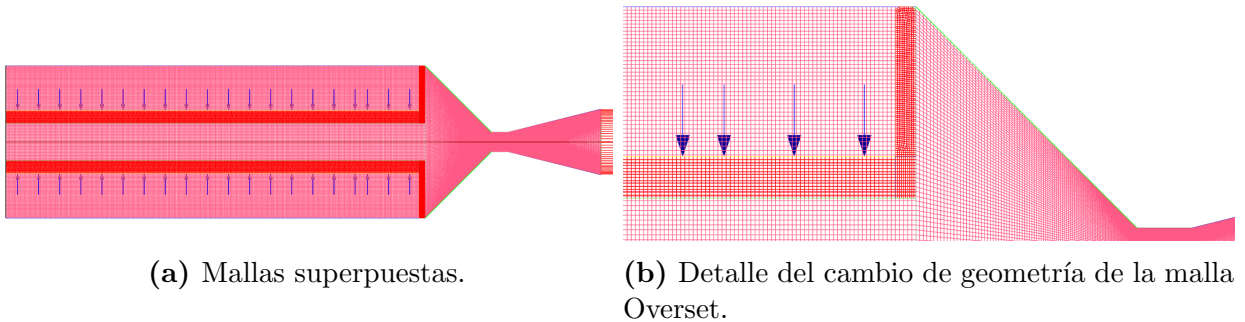 (a) Mallas superpuestas.
(b) Detalle del cambio de geometría de la malla
Overset.